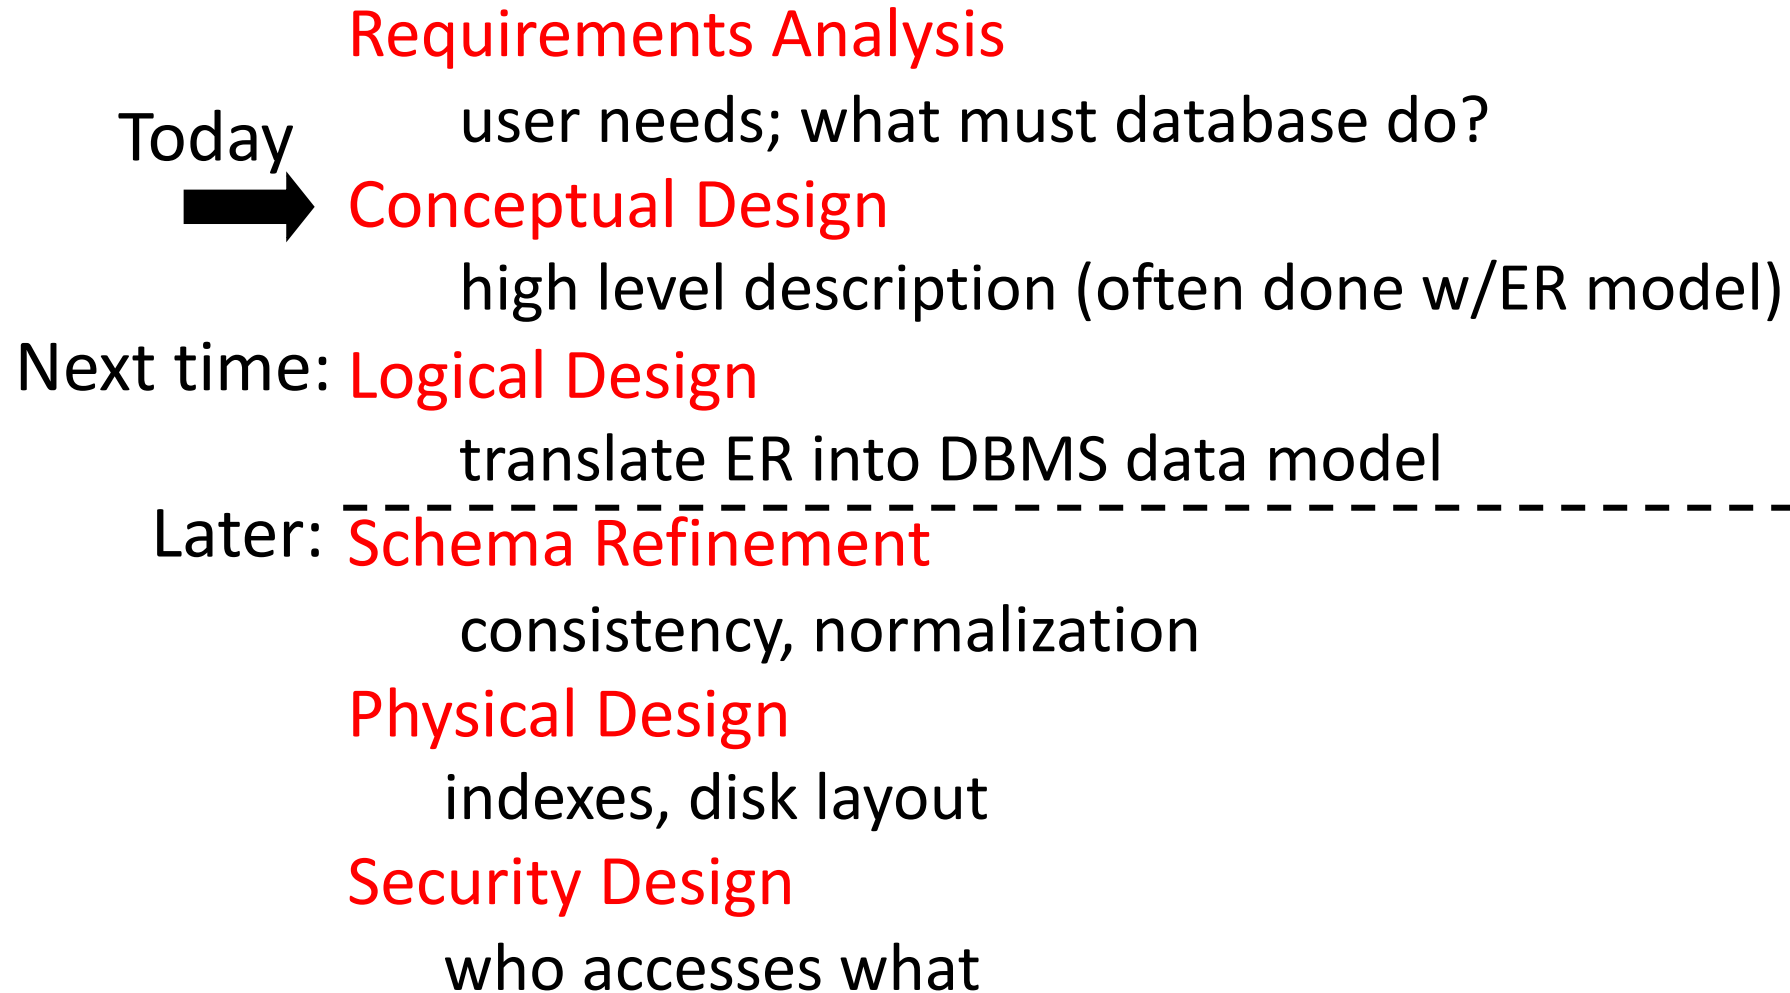 Requirements Analysis
user needs; what must database do?
Today
Conceptual Design
high level description (often done w/ER model)
Next time: Logical Design
translate ER into DBMS data model
Later: Schema Refinement
consistency, normalization
Physical Design
indexes, disk layout
Security Design
who accesses what